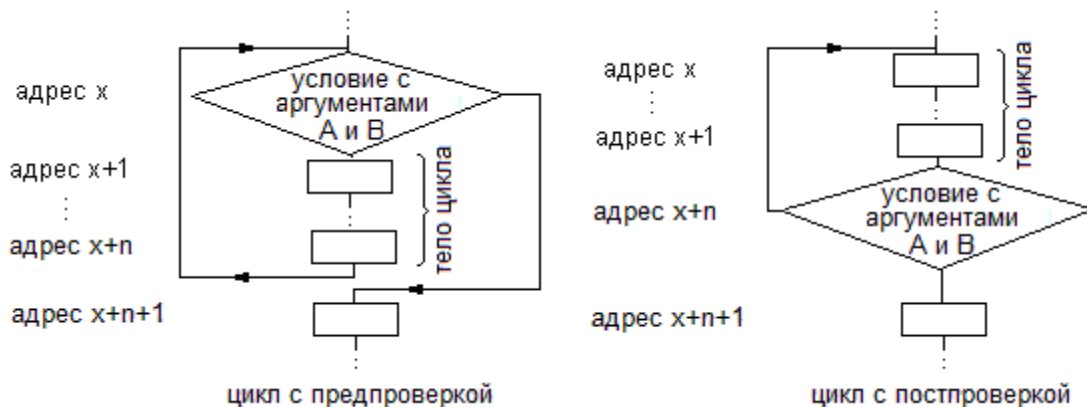 адрес x
условие с
аргументами
A и B
адрес x+1
⋮
адрес x+n
тело цикла
адрес x+n+1
цикл с предпроверкой
адрес x
⋮
адрес x+1
тело цикла
адрес x+n
условие с
аргументами
A и B
адрес x+n+1
цикл с постпроверкой